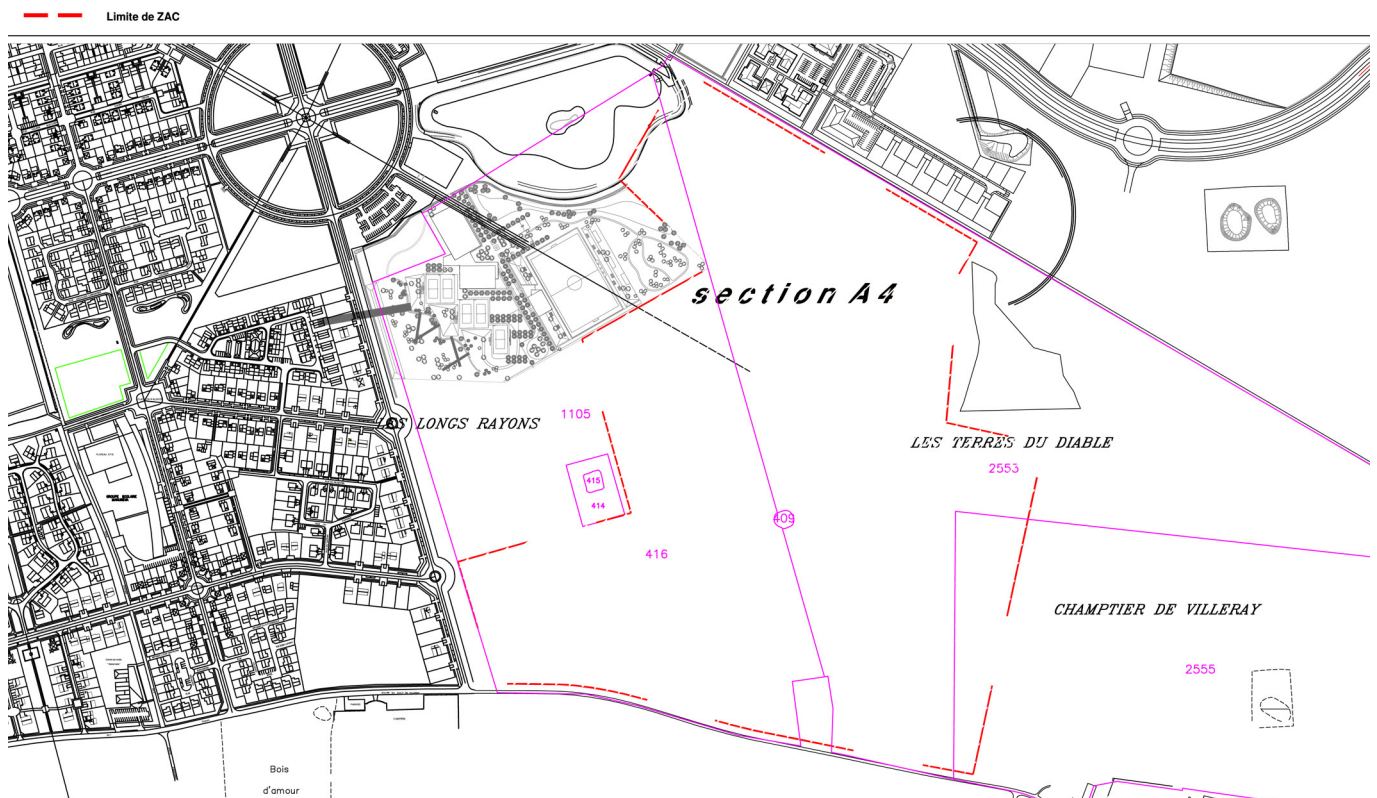 Limite de ZAC
section A4
LES LONGS RAYONS
1105
415
414
416
409
LES TERRES DU DIABLE
2553
CHAMPTIER DE VILLERAY
2555
Bois
d'amour